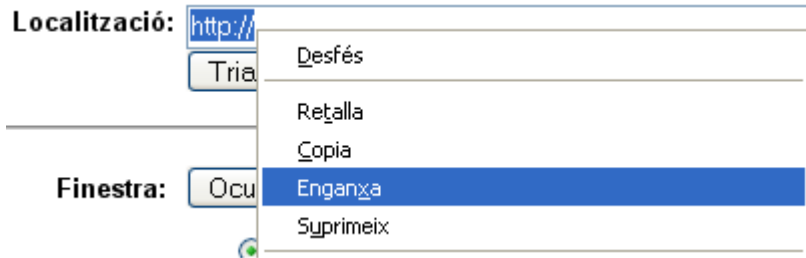 Localització: http://
Desfés
Tria
Retalla
Copia
Finestra: Ocu
Enganxa
Suprimeix